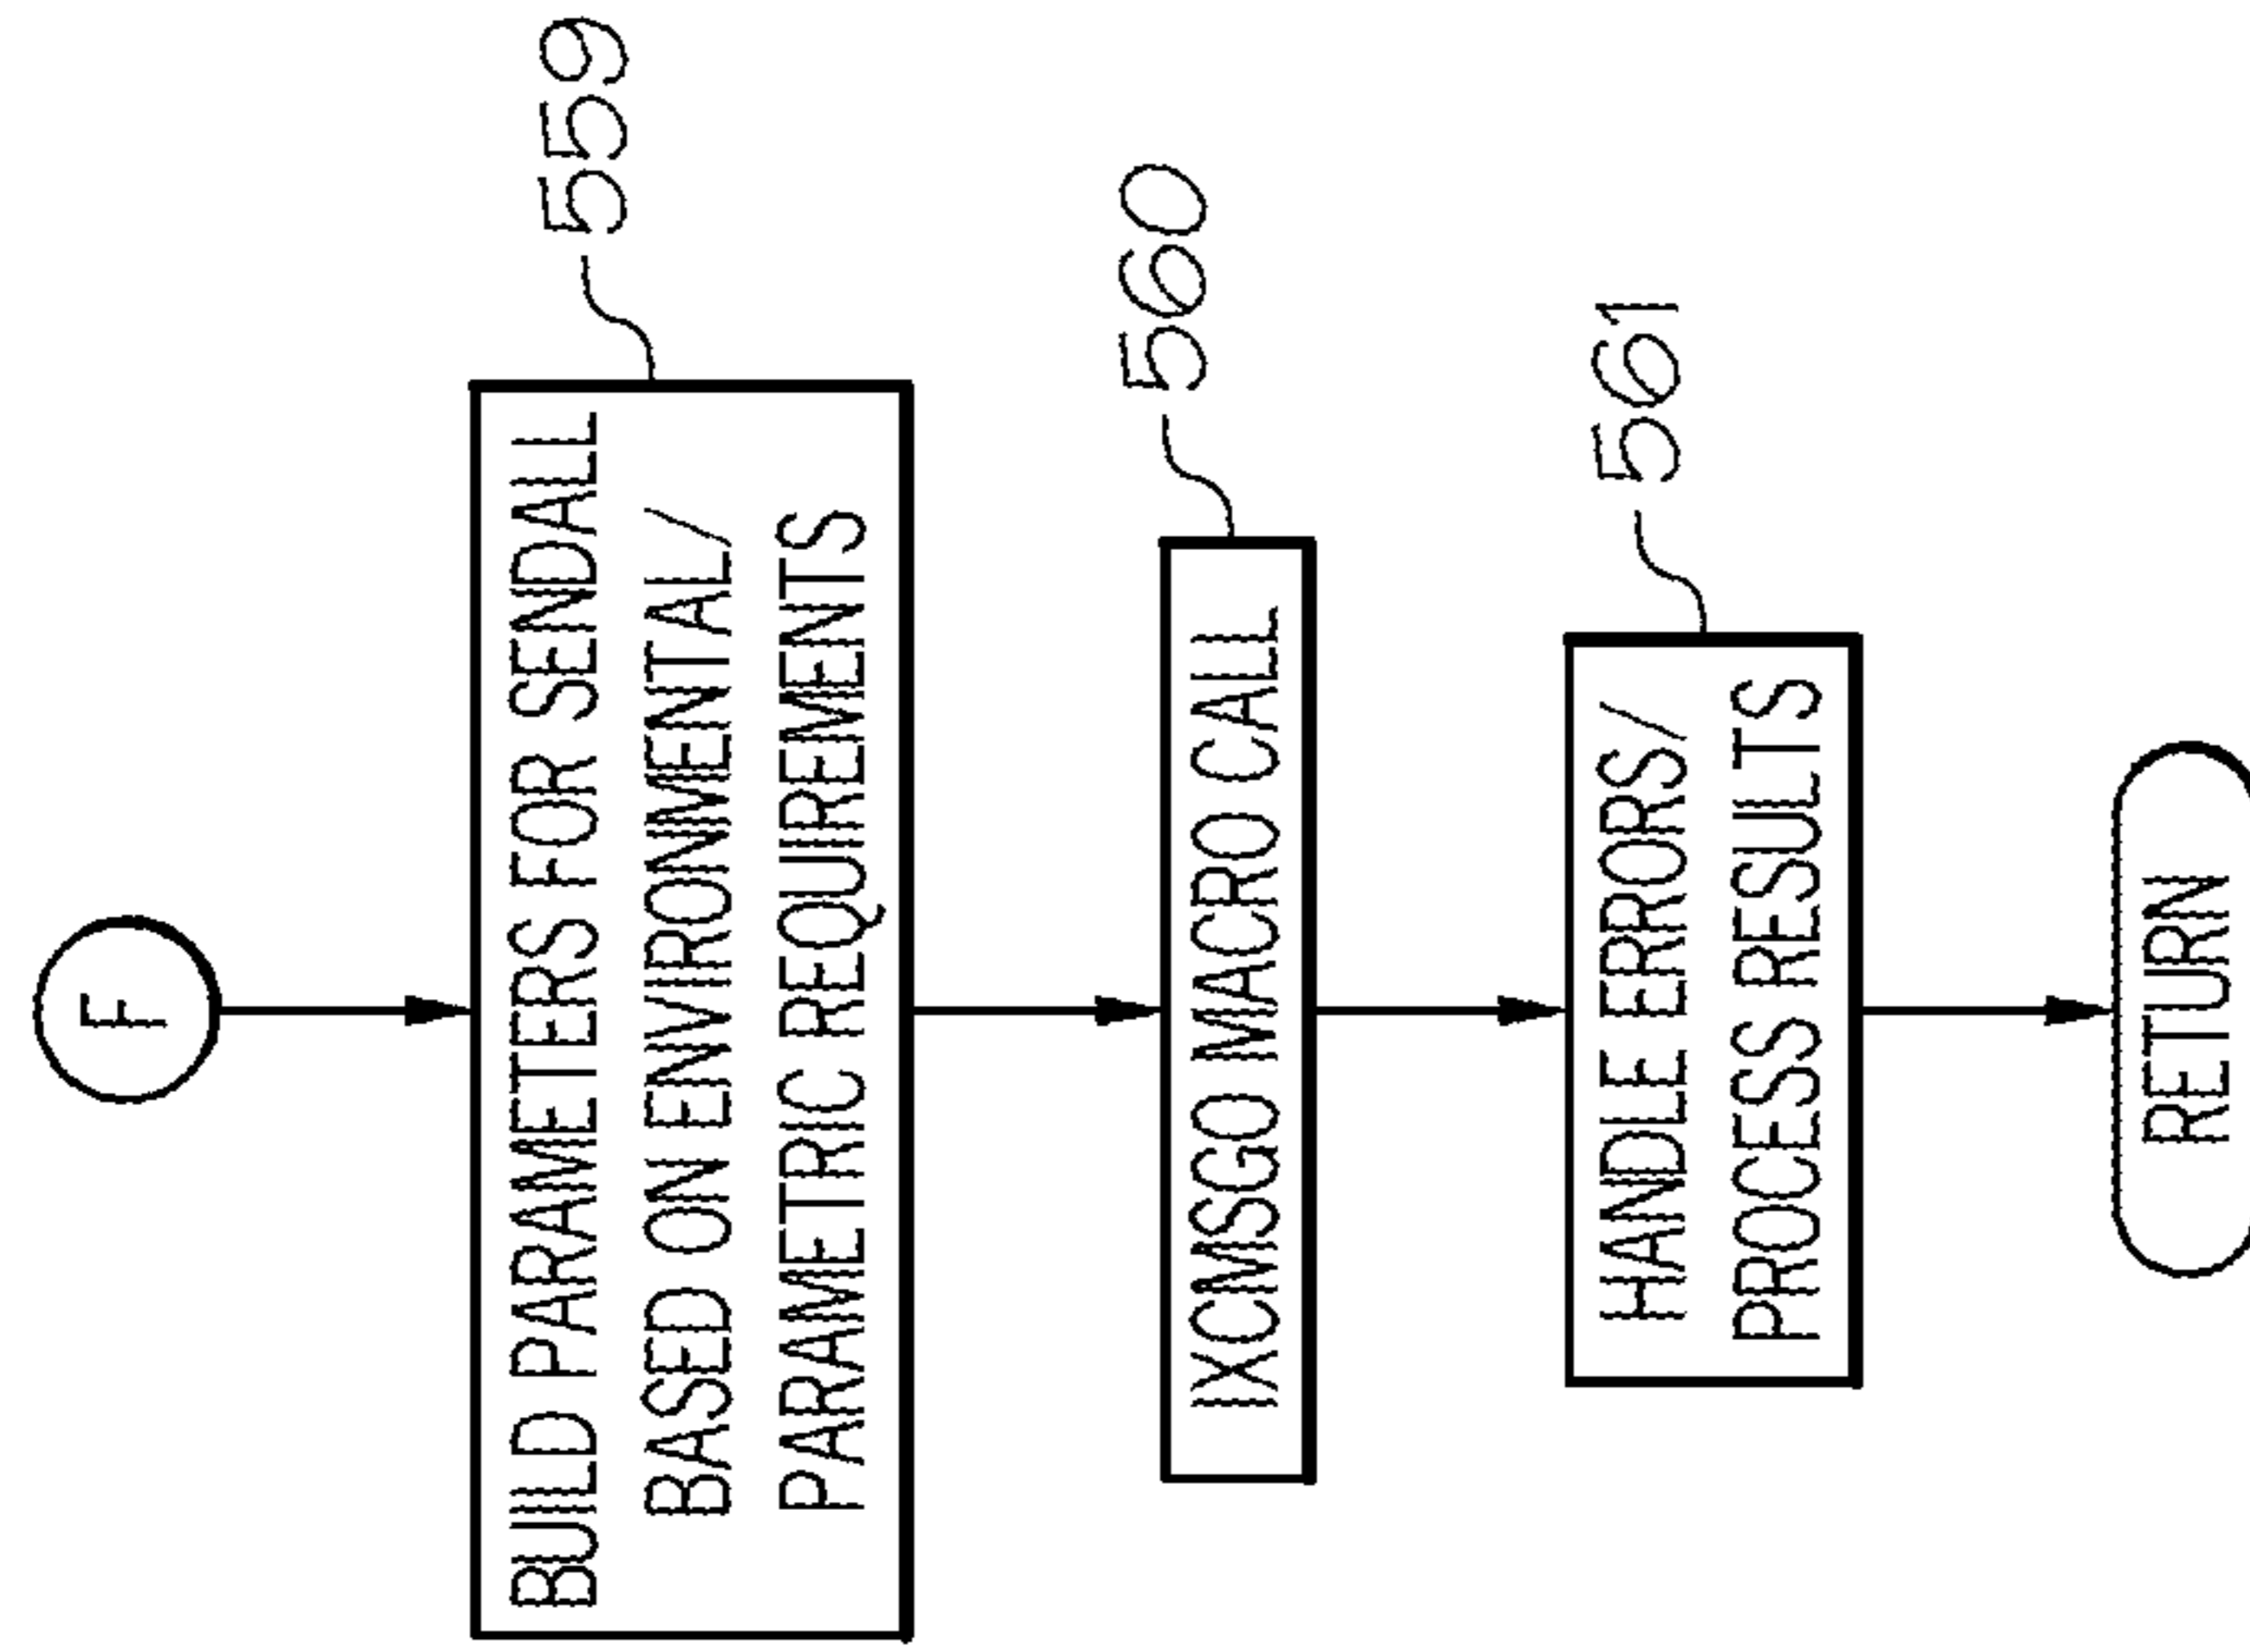 F
559
BUILD PARAMETERS FOR SENDALL
BASED ON ENVIRONMENTAL/
PARAMETRIC REQUIREMENTS
560
IXCMSGO MACRO CALL
561
HANDLE ERRORS/
PROCESS RESULTS
RETURN